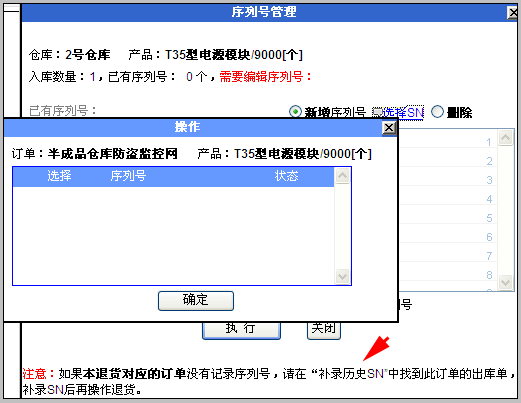 序列号管理
仓库：2号仓库 产品：T35型电源模块/9000[个]
入库数量：1，已有序列号： 0 个，需要编辑序列号：
已有序列号： 新增序列号 选择SN 删除
操作
订单：半成品仓库防盗监控网 产品：T35型电源模块/9000[个]
选择 序列号 状态
1
2
3
4
5
6
7
8
确定
号
执 行 关闭
注意：如果本退货对应的订单没有记录序列号，请在“补录历史SN”中找到此订单的出库单，
补录SN后再操作退货。